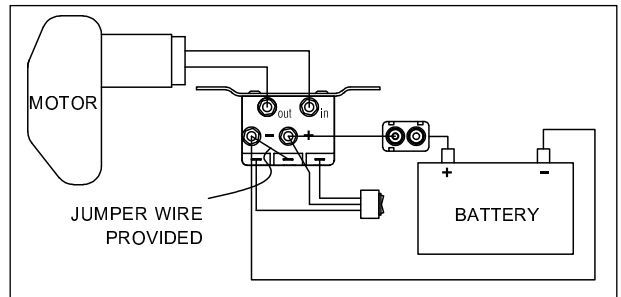 MOTOR
out
in
- +
+ -
JUMPER WIRE
PROVIDED
BATTERY